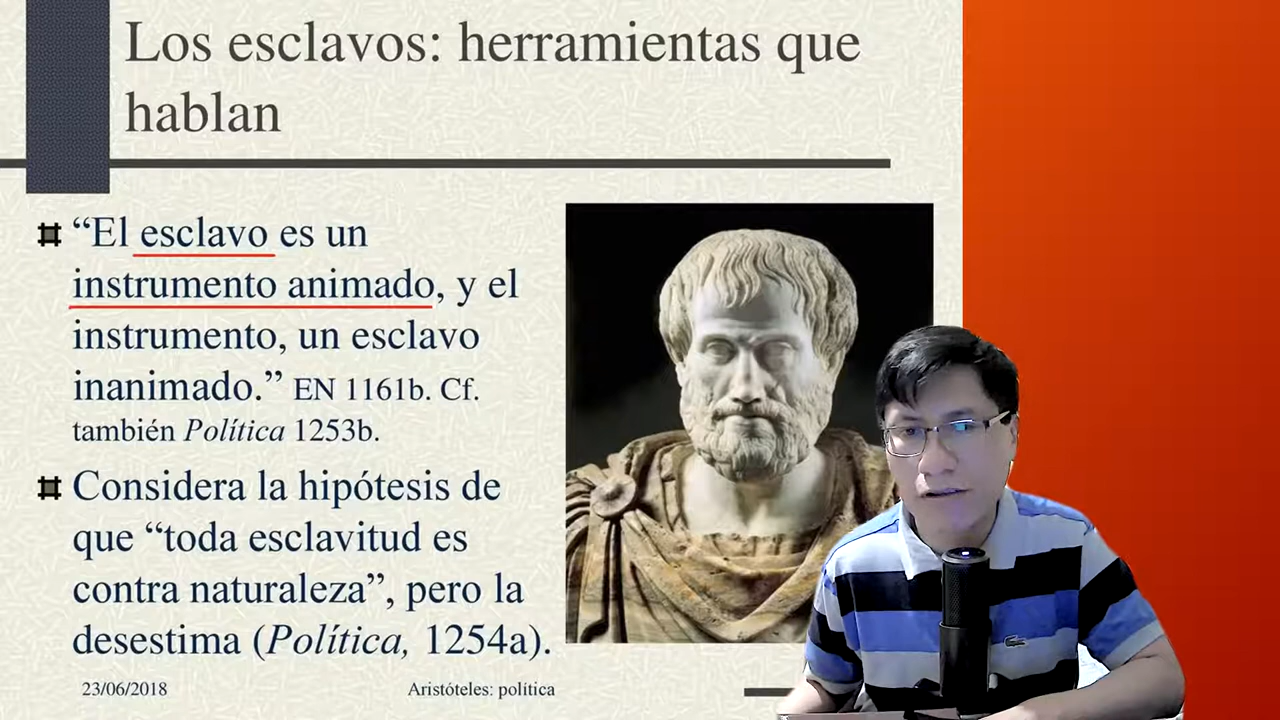 Los esclavos: herramientas que
hablan
“El esclavo es un
instrumento animado, y el
instrumento, un esclavo
inanimado.” EN 1161b. Cf.
también Política 1253b.
Considera la hipótesis de
que “toda esclavitud es
contra naturaleza”, pero la
desestima (Política, 1254a).
23/06/2018
Aristóteles: política